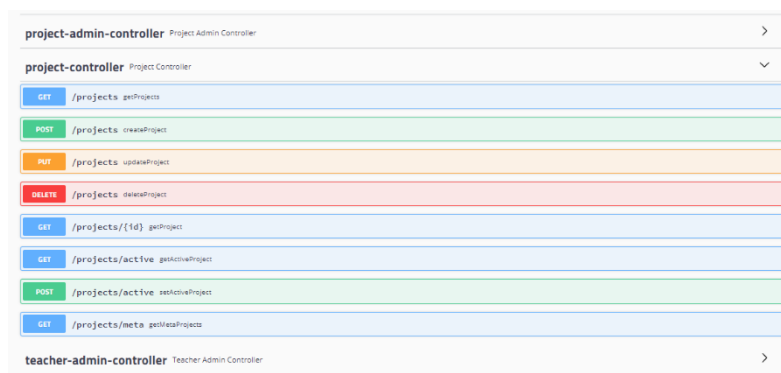 project-admin-controller Project Admin Controller
project-controller Project Controller
GET /projects getProjects
POST /projects createProject
PUT /projects updateProject
DELETE /projects deleteProject
GET /projects/{id} getProject
GET /projects/active getActiveProject
POST /projects/active setActiveProject
GET /projects/meta getMetaProjects
teacher-admin-controller Teacher Admin Controller